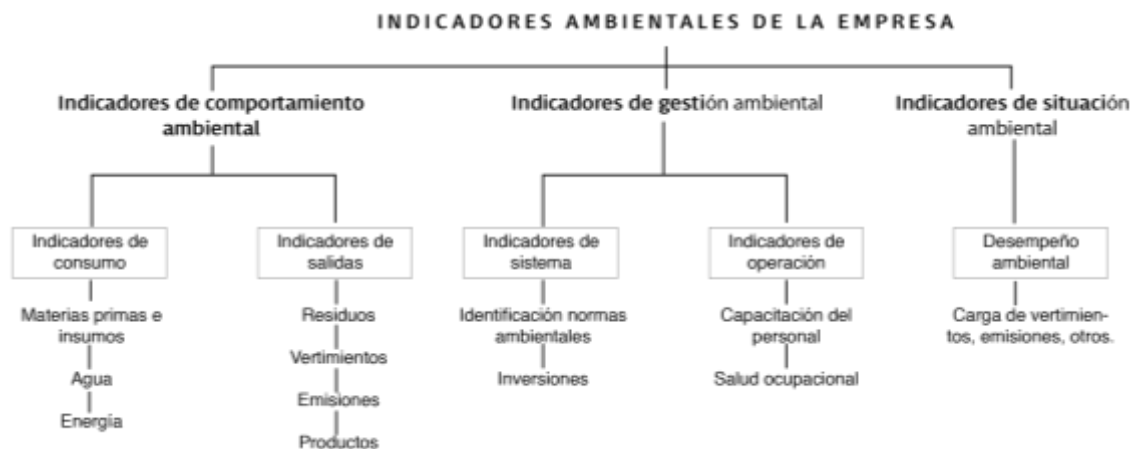 INDICADORES AMBIENTALES DE LA EMPRESA
Indicadores de comportamiento
ambiental
Indicadores de gestión ambiental
Indicadores de situación
ambiental
Indicadores de
consumo
Indicadores de
salidas
Indicadores de
sistema
Indicadores de
operación
Desempeño
ambiental
Materias primas e
insumos
Agua
Energía
Residuos
Vertimientos
Emisiones
Productos
Identificación normas
ambientales
Inversiones
Capacitación del
personal
Salud ocupacional
Carga de vertimien-
tos, emisiones, otros.